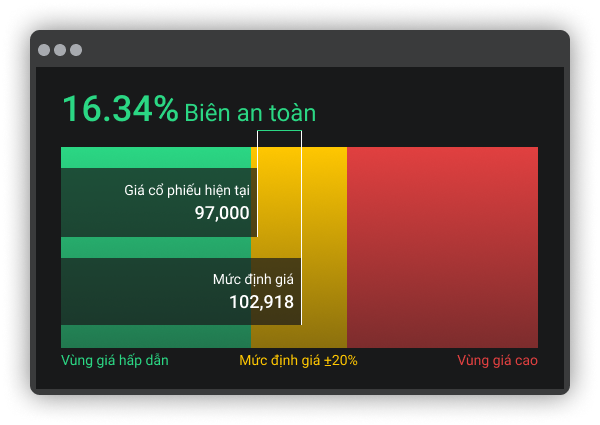 16.34% Biên an toàn
Giá cổ phiếu hiện tại
97,000
Mức định giá
102,918
Vùng giá hấp dẫn
Mức định giá ±20%
Vùng giá cao